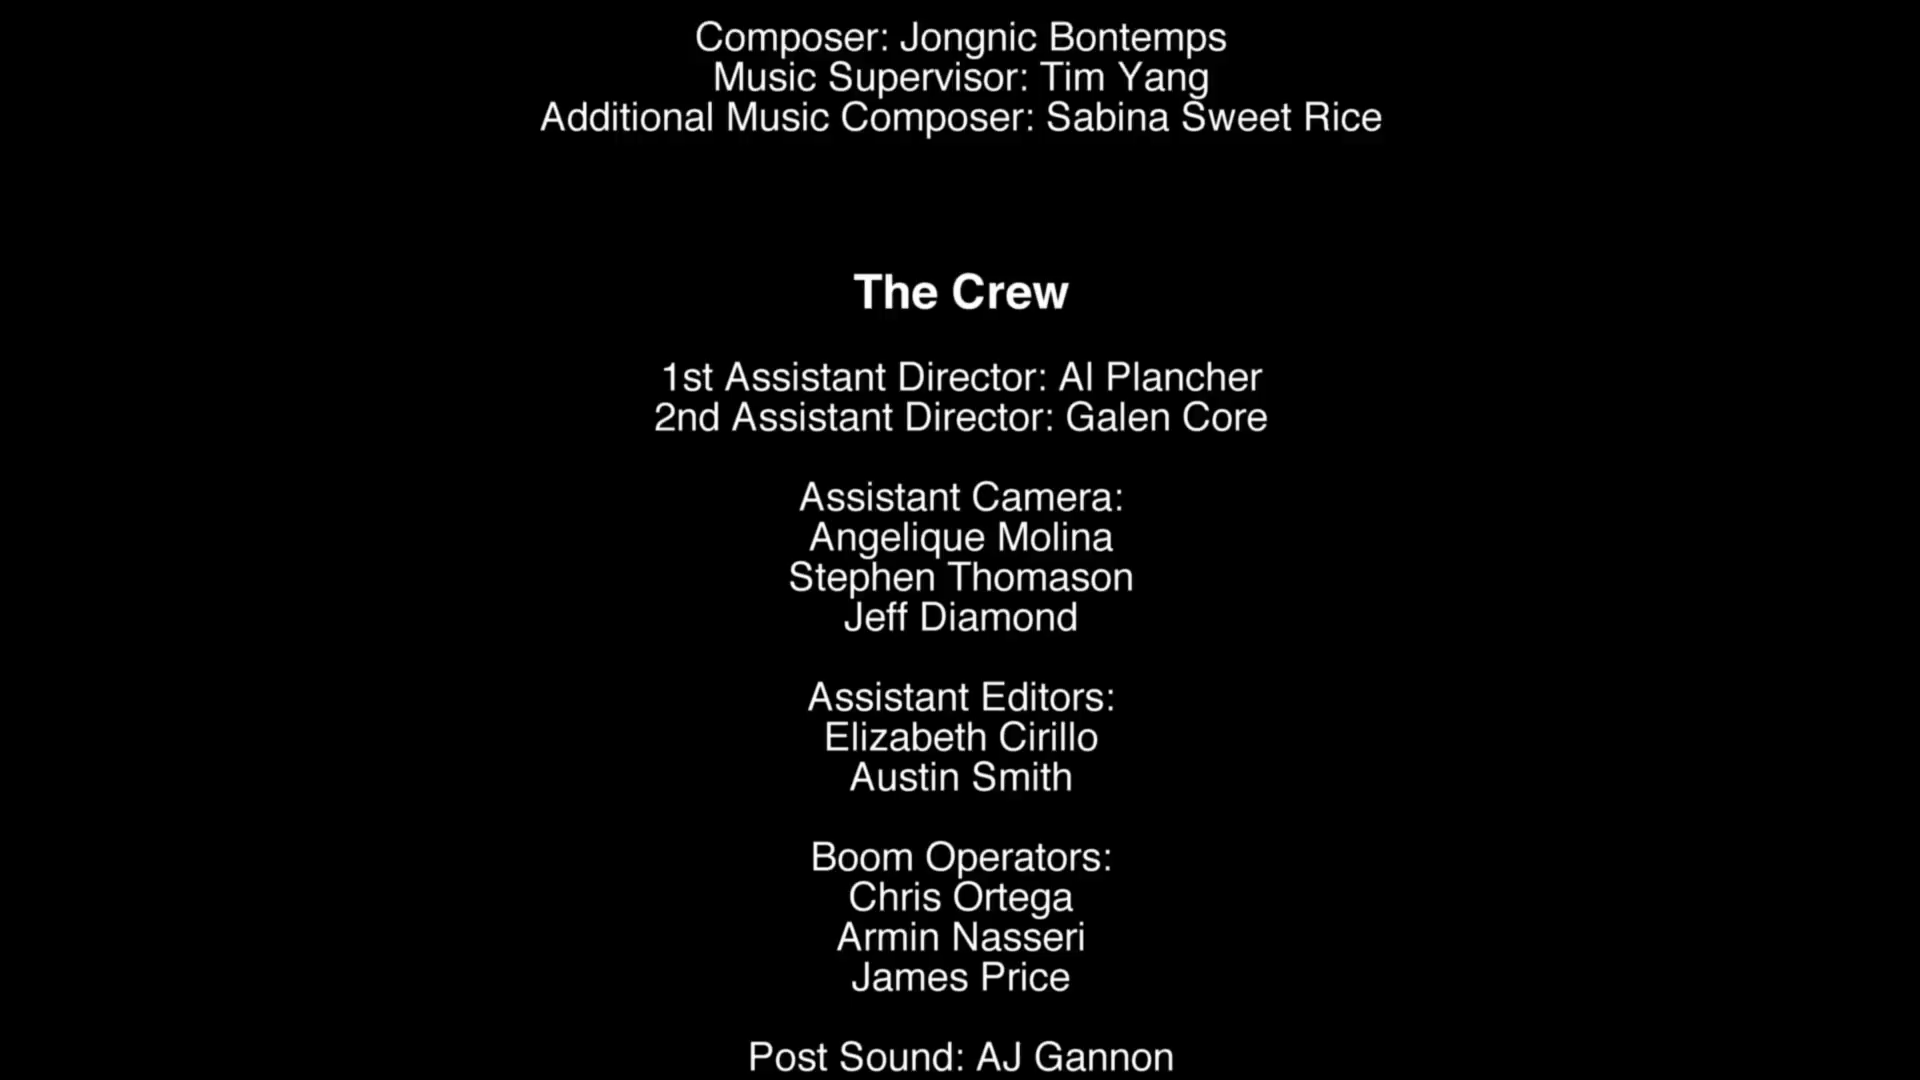 Composer: Jongnic Bontemps
Music Supervisor: Tim Yang
Additional Music Composer: Sabina Sweet Rice
The Crew
1st Assistant Director: Al Plancher
2nd Assistant Director: Galen Core
Assistant Camera:
Angelique Molina
Stephen Thomason
Jeff Diamond
Assistant Editors:
Elizabeth Cirillo
Austin Smith
Boom Operators:
Chris Ortega
Armin Nasseri
James Price
Post Sound: AJ Gannon